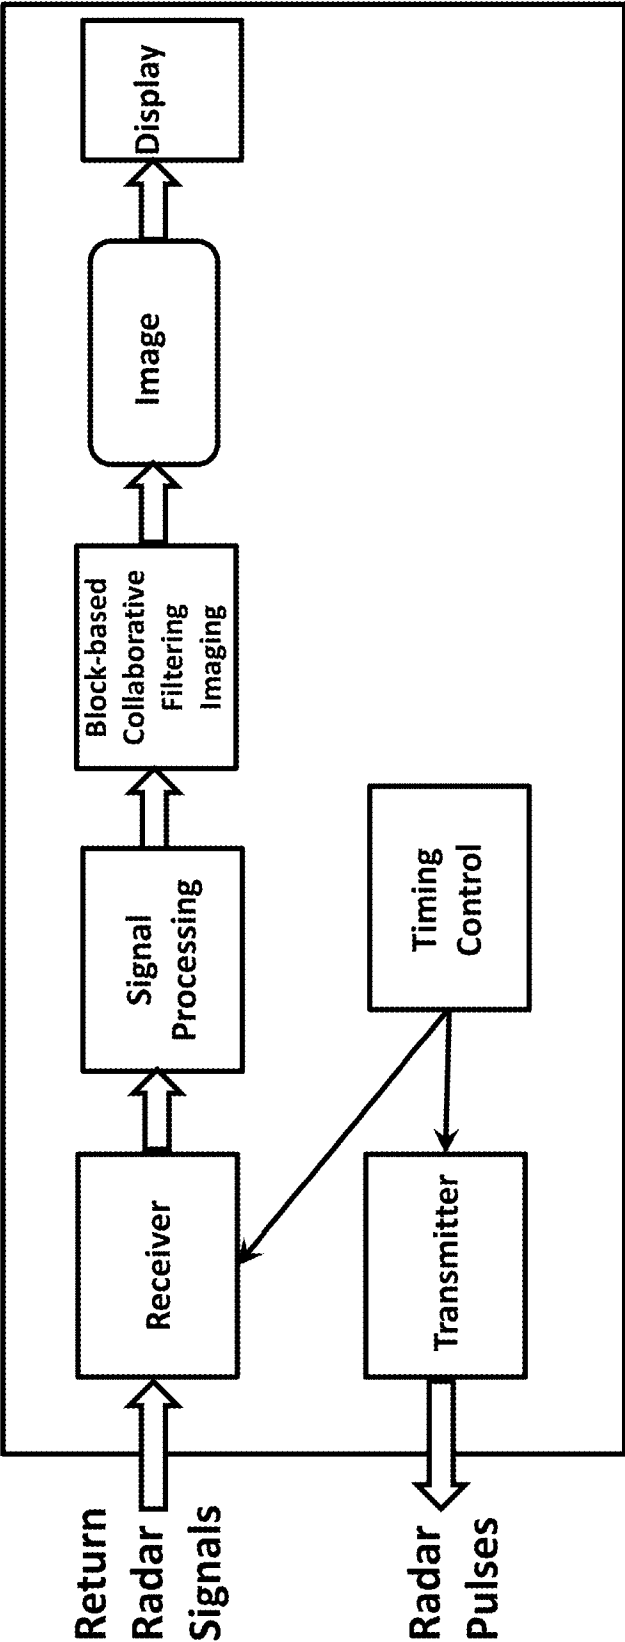 Return
Radar
Signals
Receiver
Signal
Processing
Block-based
Collaborative
Filtering
Imaging
Image
Display
Radar
Pulses
Transmitter
Timing
Control